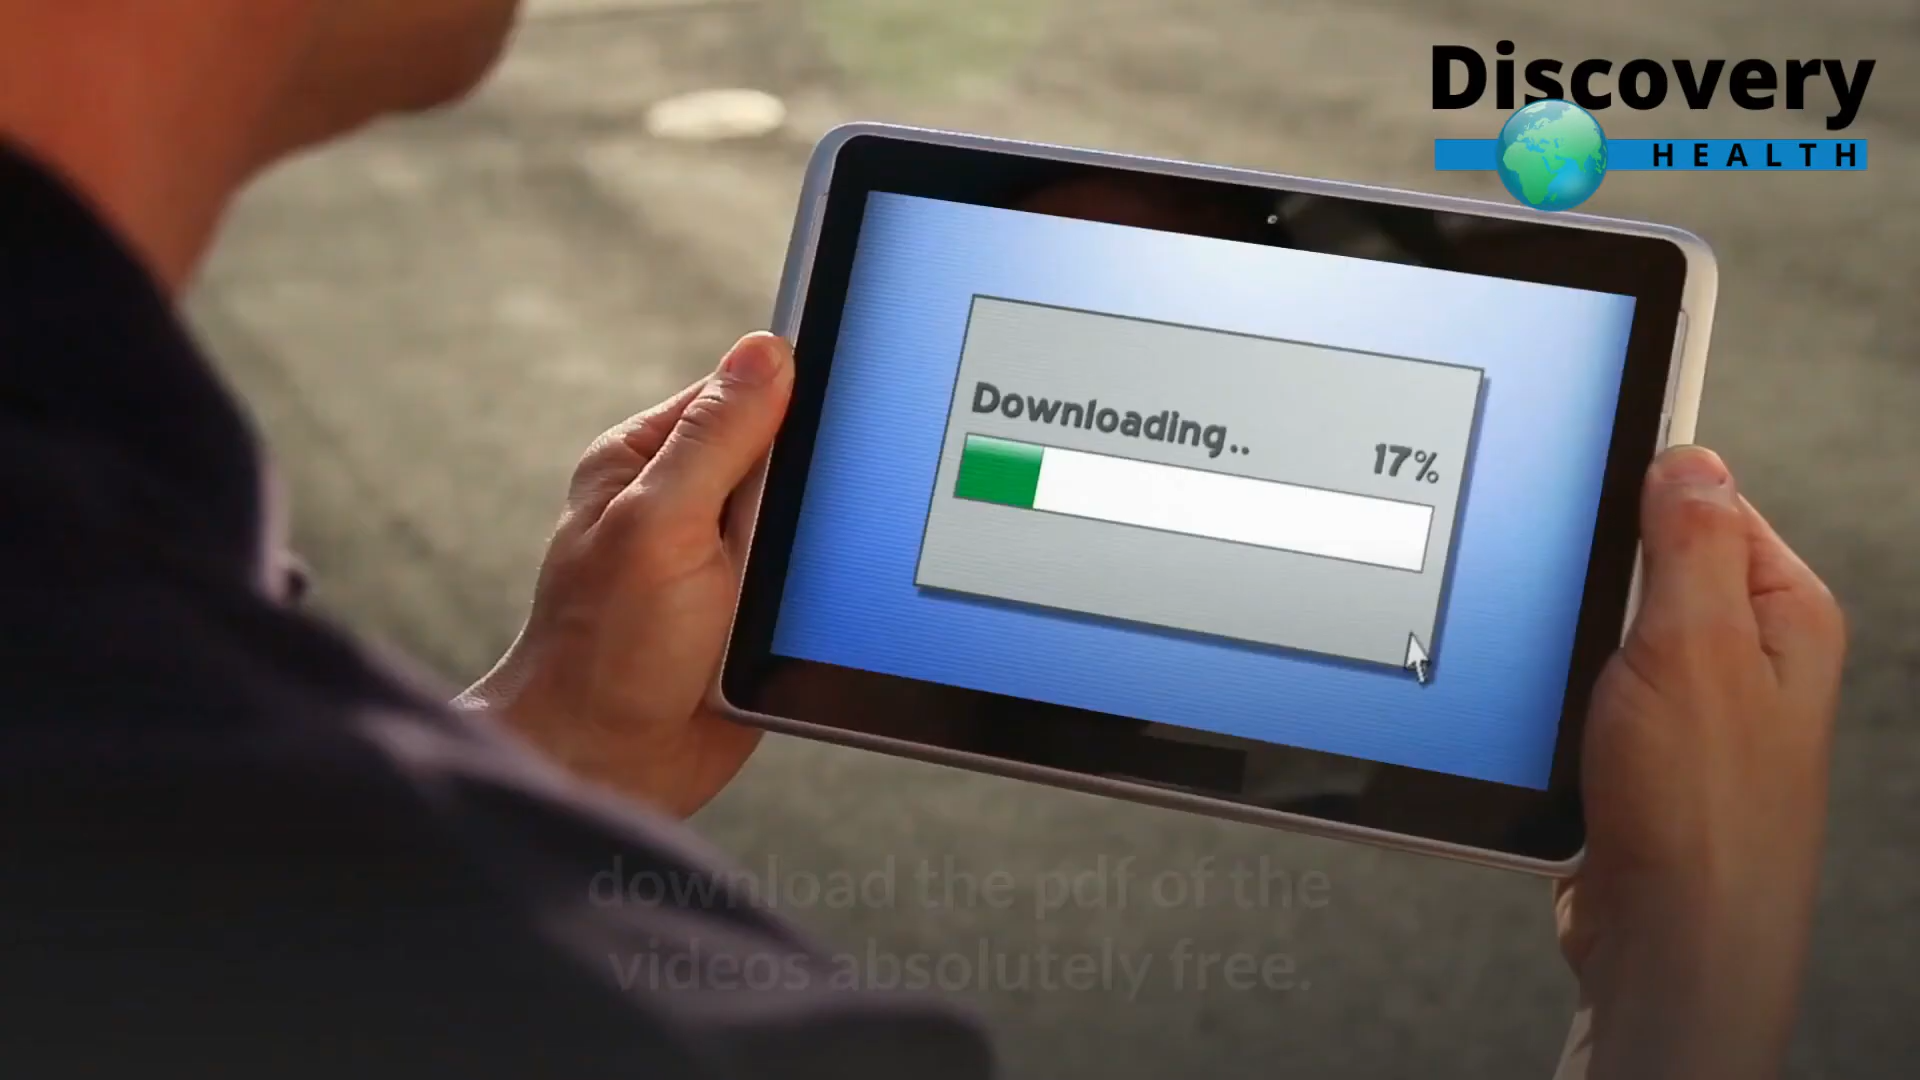 Discovery
HEALTH
Downloading..
17%
download the pdf of the
videos absolutely free.